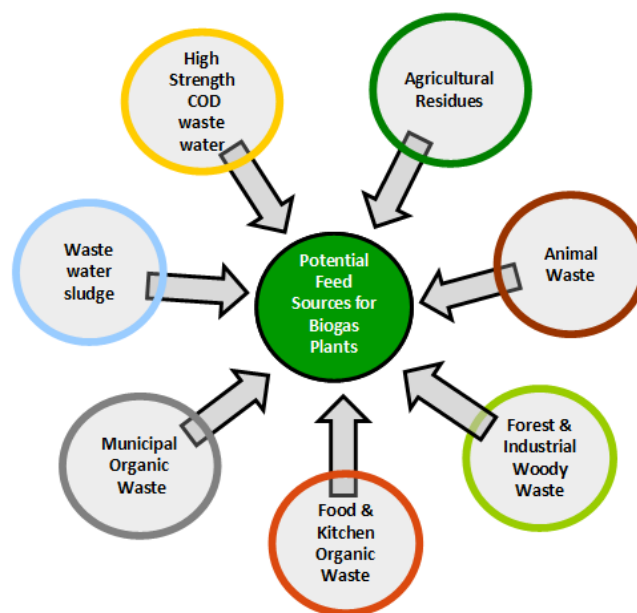 High
Strength
COD
waste
water
Agricultural
Residues
Waste
water
sludge
Potential
Feed
Sources for
Biogas
Plants
Animal
Waste
Municipal
Organic
Waste
Forest &
Industrial
Woody
Waste
Food &
Kitchen
Organic
Waste